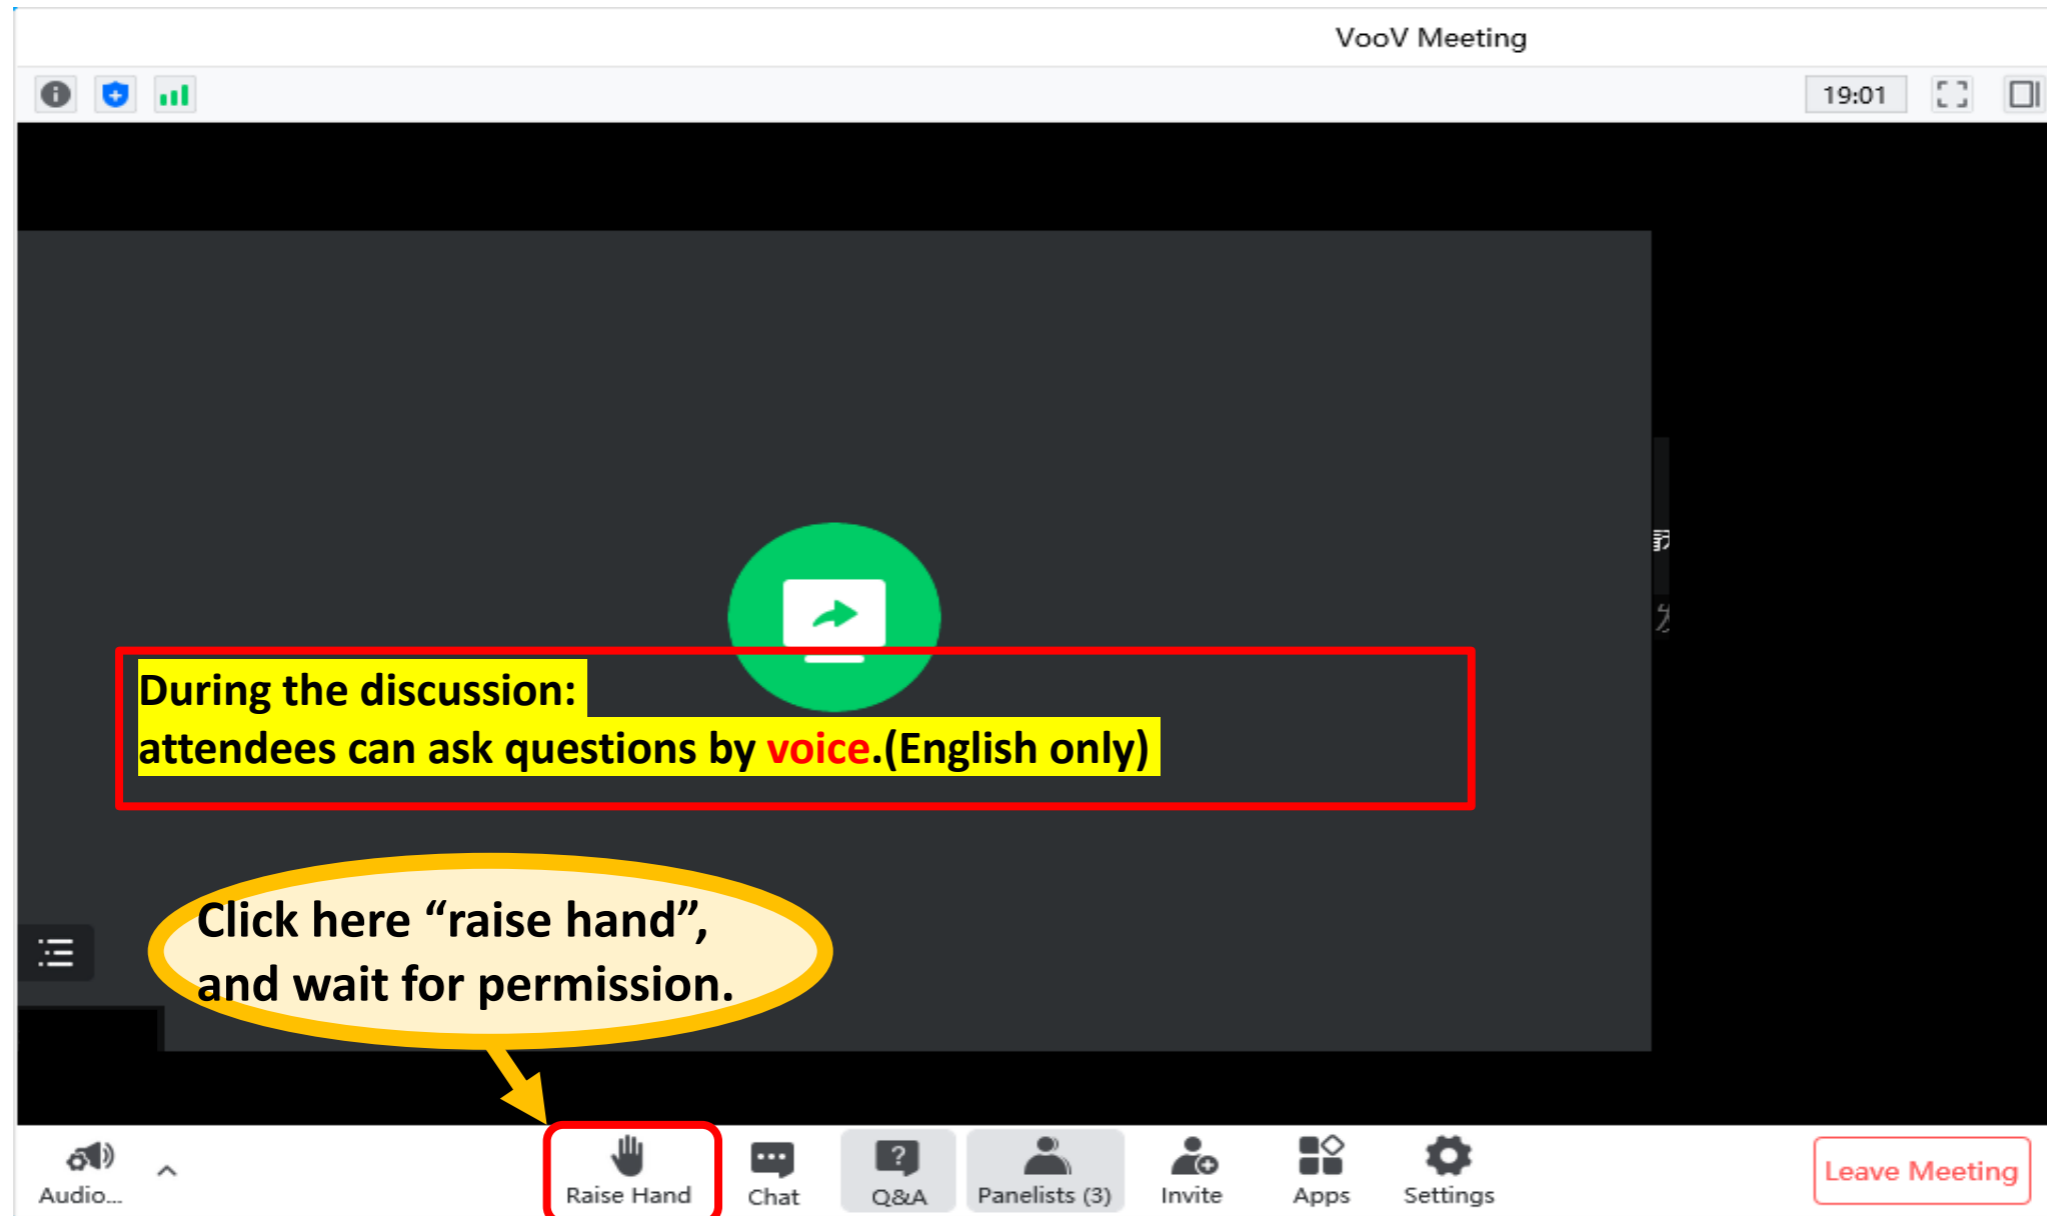 VooV Meeting
19:01
During the discussion:
attendees can ask questions by voice.(English only)
Click here “raise hand”,
and wait for permission.
Audio...
Raise Hand
Chat
Q&A
Panelists (3)
Invite
Apps
Settings
Leave Meeting